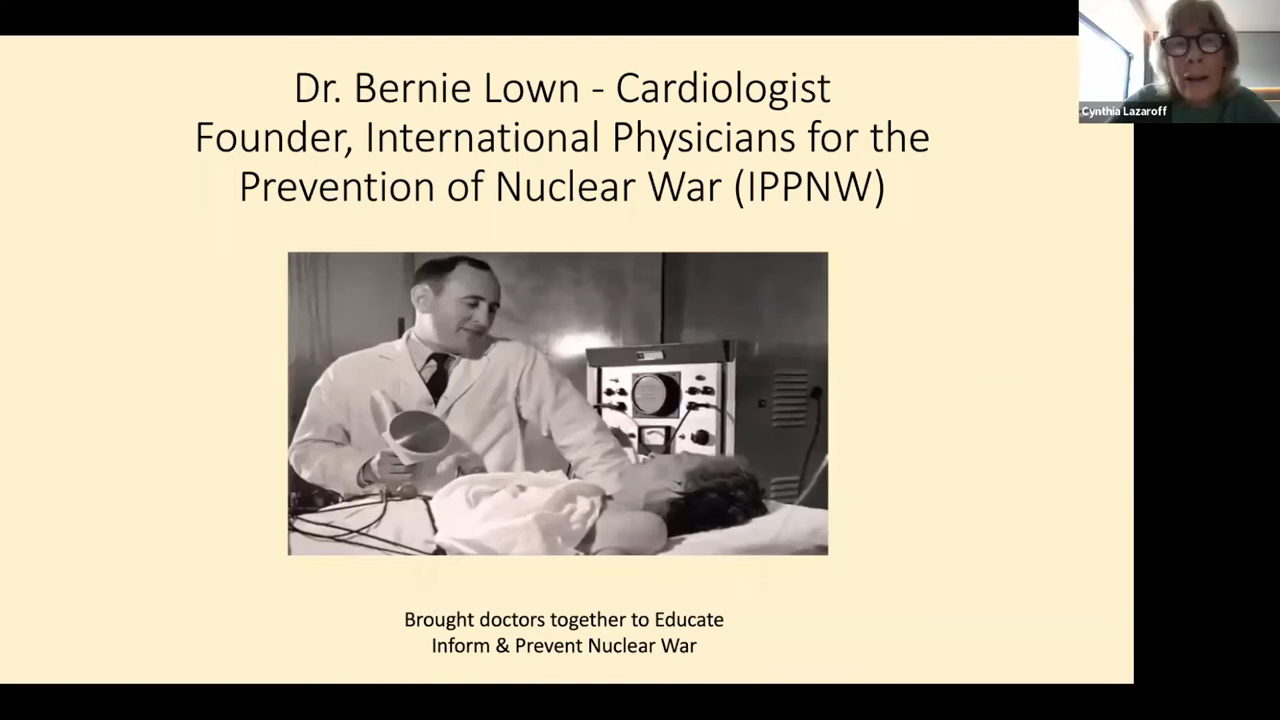 Dr. Bernie Lown - Cardiologist
Founder, International Physicians for the
Prevention of Nuclear War (IPPNW)
Cynthia Lazaroff
Brought doctors together to Educate
Inform & Prevent Nuclear War